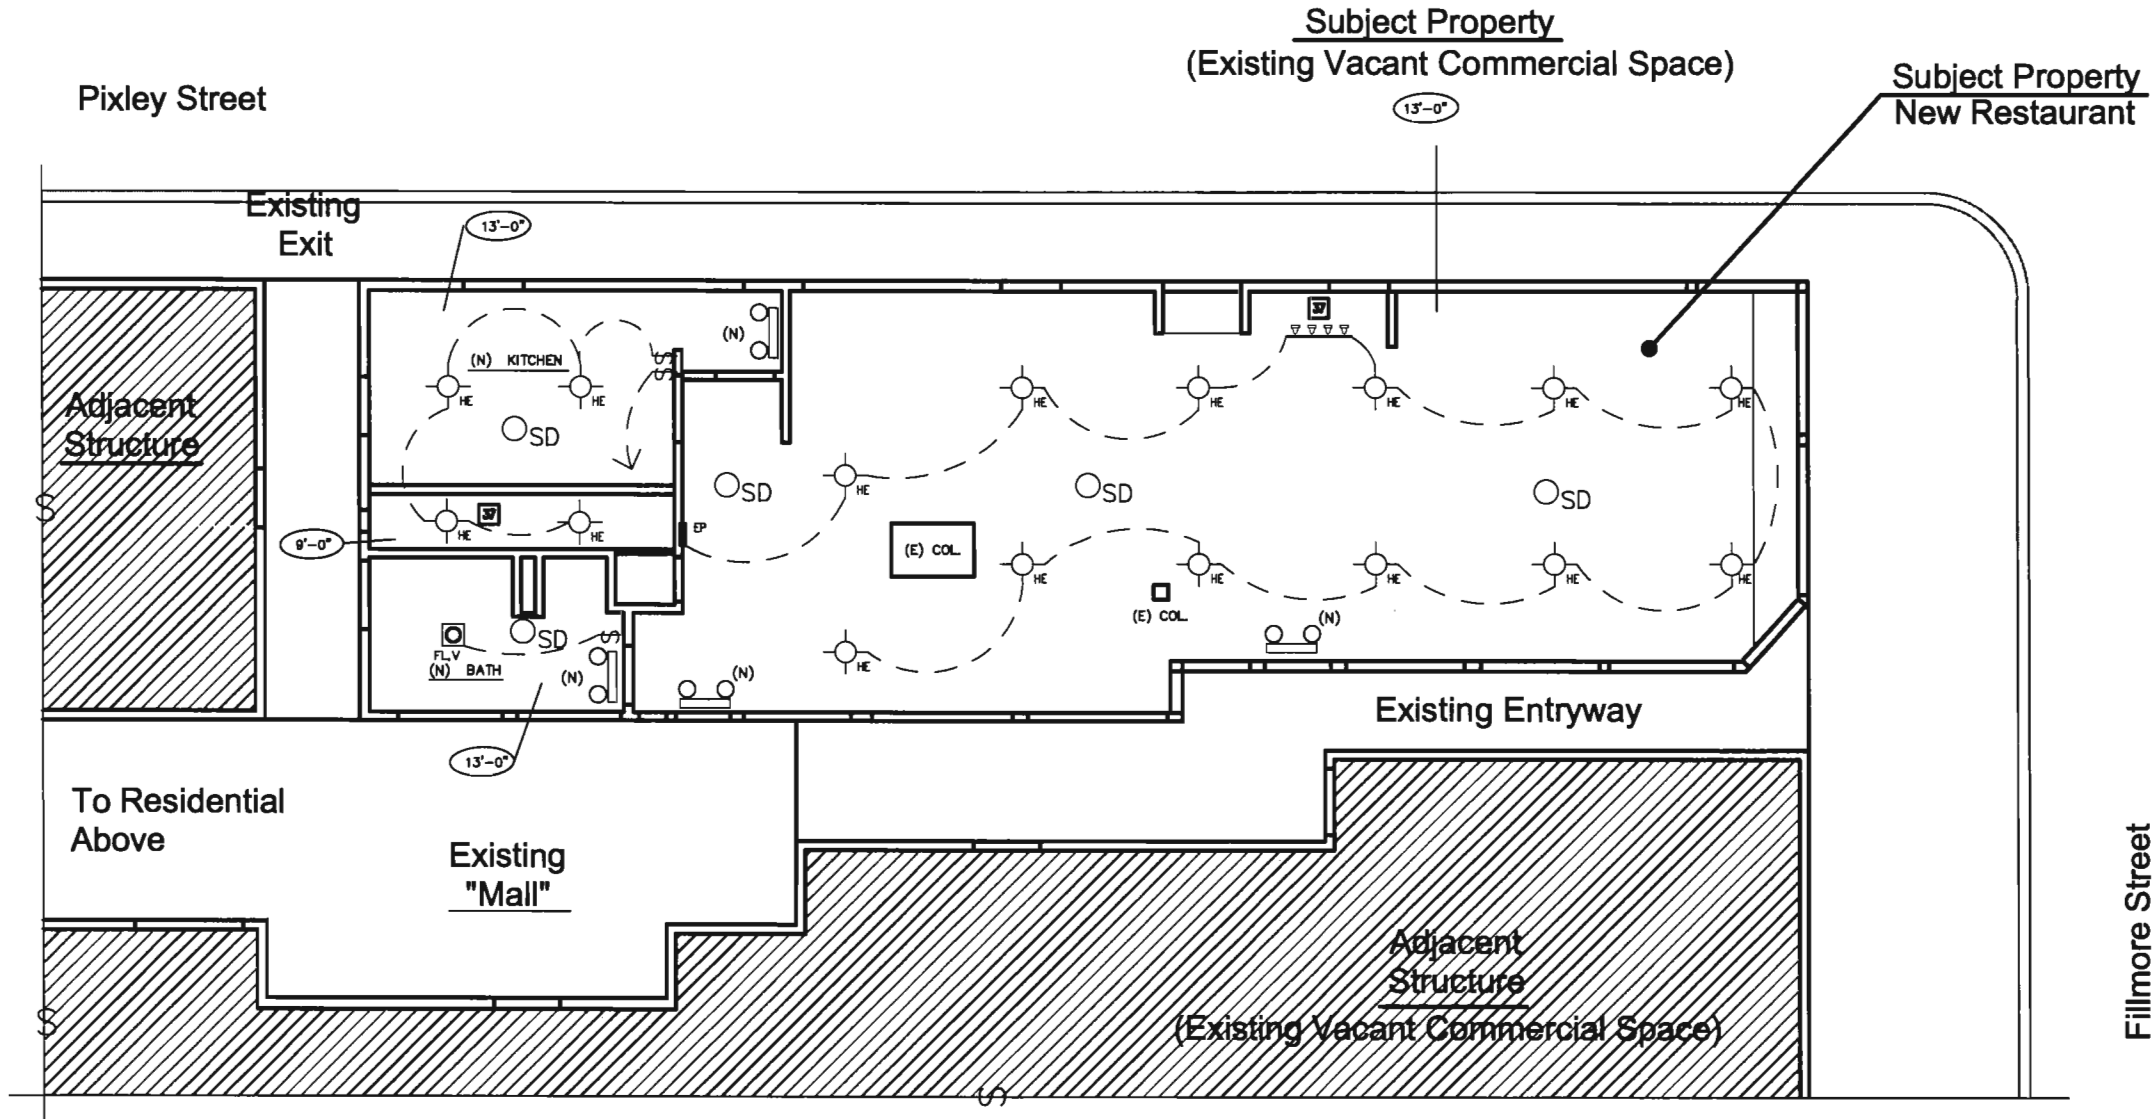 Subject Property
(Existing Vacant Commercial Space)
13'-0"
Subject Property
New Restaurant
Pixley Street
Existing
Exit
13'-0"
(N)
37
(N) KITCHEN
S
S
HE
HE
HE
HE
HE
HE
HE
Adjacent
Structure
SD
SD
HE
SD
SD
S
37
HE
HE
EP
9'-0"
(E) COL.
HE
HE
HE
HE
HE
(E) COL.
(N)
SD
S
FL,V
(N) BATH
(N)
HE
(N)
Existing Entryway
13'-0"
To Residential
Above
Existing
"Mall"
Adjacent
Structure
(Existing Vacant Commercial Space)
S
S
Fillmore Street